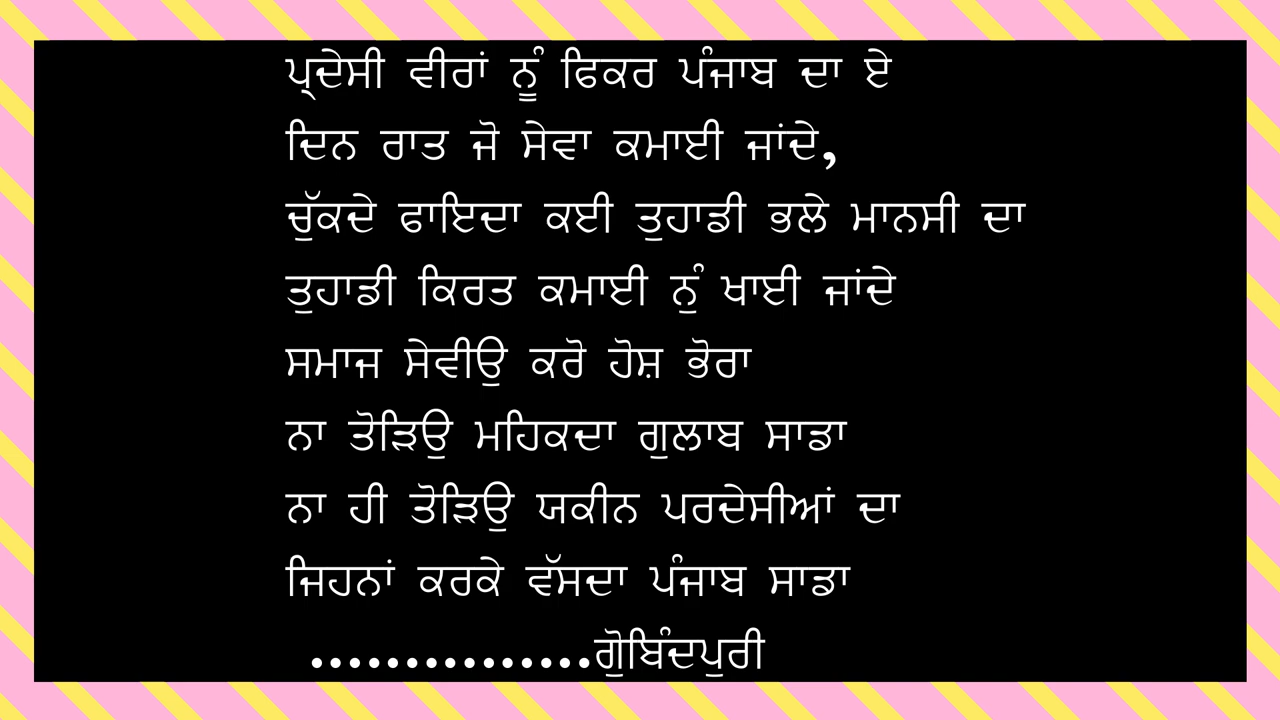 ਪ੍ਰਦੇਸੀ ਵੀਰਾਂ ਨੂੰ ਫਿਕਰ ਪੰਜਾਬ ਦਾ ਏ
ਦਿਨ ਰਾਤ ਜੋ ਸੇਵਾ ਕਮਾਈ ਜਾਂਦੇ,
ਚੁੱਕਦੇ ਫਾਇਦਾ ਕਈ ਤੁਹਾਡੀ ਭਲੇ ਮਾਨਸੀ ਦਾ
ਤੁਹਾਡੀ ਕਿਰਤ ਕਮਾਈ ਨੁੰ ਖਾਈ ਜਾਂਦੇ
ਸਮਾਜ ਸੇਵੀਉ ਕਰੋ ਹੋਸ਼ ਭੋਰਾ
ਨਾ ਤੋੜਿਉ ਮਹਿਕਦਾ ਗੁਲਾਬ ਸਾਡਾ
ਨਾ ਹੀ ਤੋੜਿਉ ਯਕੀਨ ਪਰਦੇਸੀਆਂ ਦਾ
ਜਿਹਨਾਂ ਕਰਕੇ ਵੱਸਦਾ ਪੰਜਾਬ ਸਾਡਾ
...............ਗੋੁਬਿੰਦਪੁਰੀ